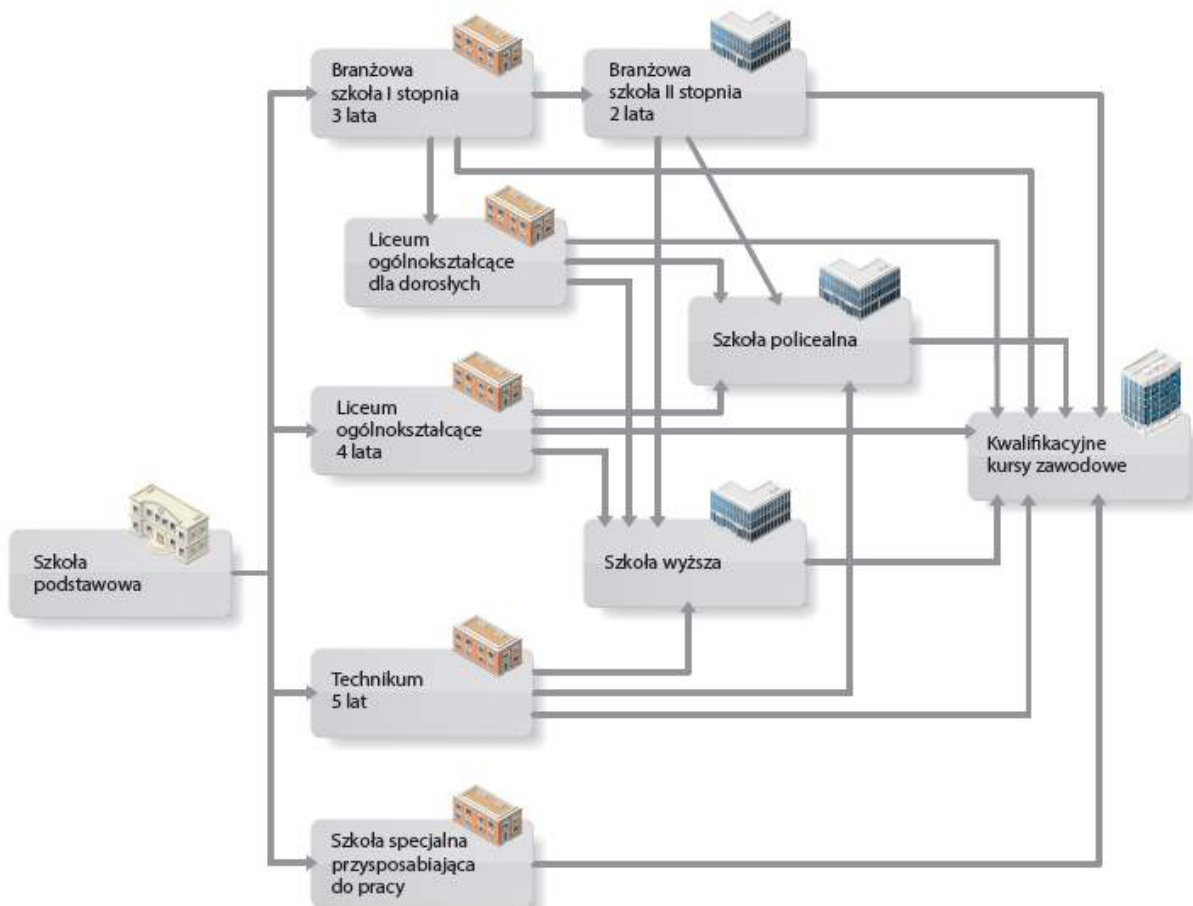 Branżowa
szkoła I stopnia
3 lata
Branżowa
szkoła II stopnia
2 lata
Liceum
ogólnokształcące
dla dorosłych
Szkoła policealna
Liceum
ogólnokształcące
4 lata
Kwalifikacyjne
kursy zawodowe
Szkoła
podstawowa
Szkoła wyższa
Technikum
5 lat
Szkoła specjalna
przysposabiająca
do pracy